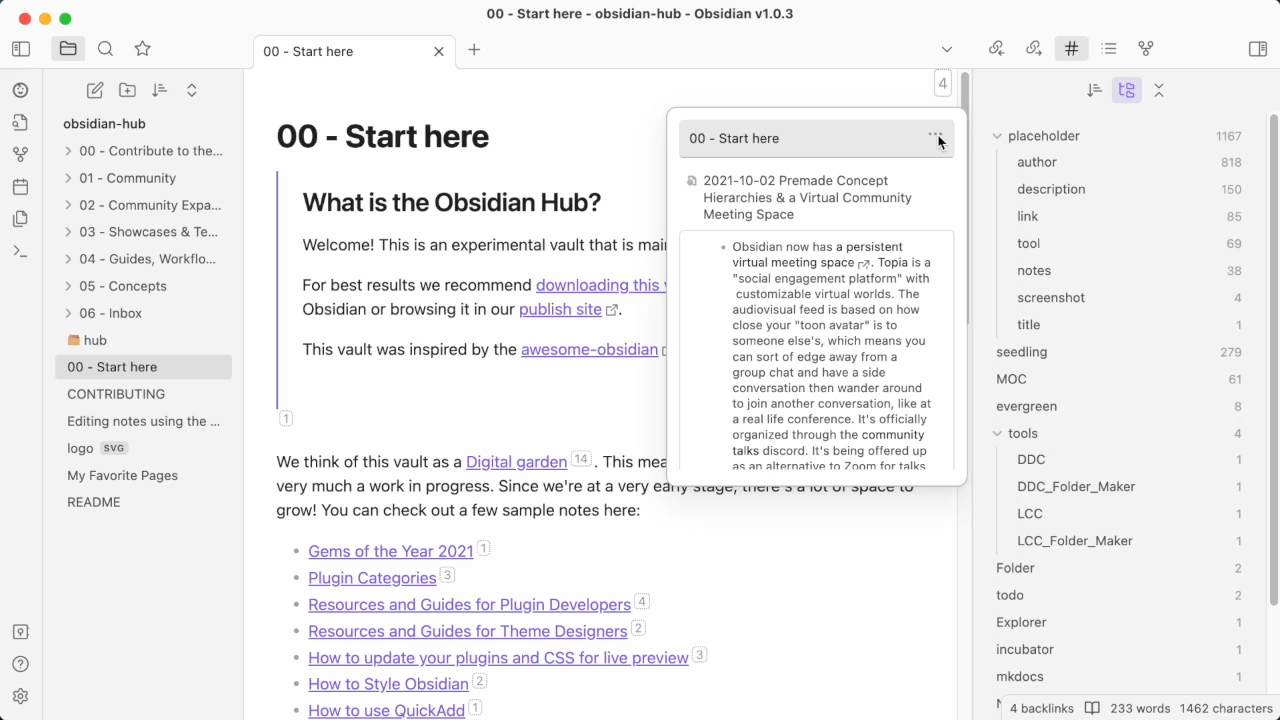 00 - Start here - obsidian-hub - Obsidian v1.0.3
00 - Start here
obsidian-hub
00 - Contribute to the...
01 - Community
02 - Community Expa...
03 - Showcases & Te...
04 - Guides, Workflo...
05 - Concepts
06 - Inbox
hub
00 - Start here
CONTRIBUTING
Editing notes using the ...
logo SVG
My Favorite Pages
README
4
00 - Start here
What is the Obsidian Hub?
Welcome! This is an experimental vault that is mai
For best results we recommend downloading this v
Obsidian or browsing it in our publish site.
This vault was inspired by the awesome-obsidian
1
We think of this vault as a Digital garden 14. This mea
very much a work in progress. Since we're at a very early stage, there's a lot of space to
grow! You can check out a few sample notes here:
Gems of the Year 2021 1
Plugin Categories 3
Resources and Guides for Plugin Developers 4
Resources and Guides for Theme Designers 2
How to update your plugins and CSS for live preview 3
How to Style Obsidian 2
How to use QuickAdd 1
00 - Start here
2021-10-02 Premade Concept
Hierarchies & a Virtual Community
Meeting Space
Obsidian now has a persistent
virtual meeting space. Topia is a
"social engagement platform" with
customizable virtual worlds. The
audiovisual feed is based on how
close your "toon avatar" is to
someone else's, which means you
can sort of edge away from a
group chat and have a side
conversation then wander around
to join another conversation, like at
a real life conference. It's officially
organized through the community
talks discord. It's being offered up
as an alternative to Zoom for talks
placeholder 1167
author 818
description 150
link 85
tool 69
notes 38
screenshot 4
title 1
seedling 279
MOC 61
evergreen 8
tools 4
DDC 1
DDC_Folder_Maker 1
LCC 1
LCC_Folder_Maker 1
Folder 2
todo 2
Explorer 1
incubator 1
mkdocs 1
4 backlinks 233 words 1462 characters